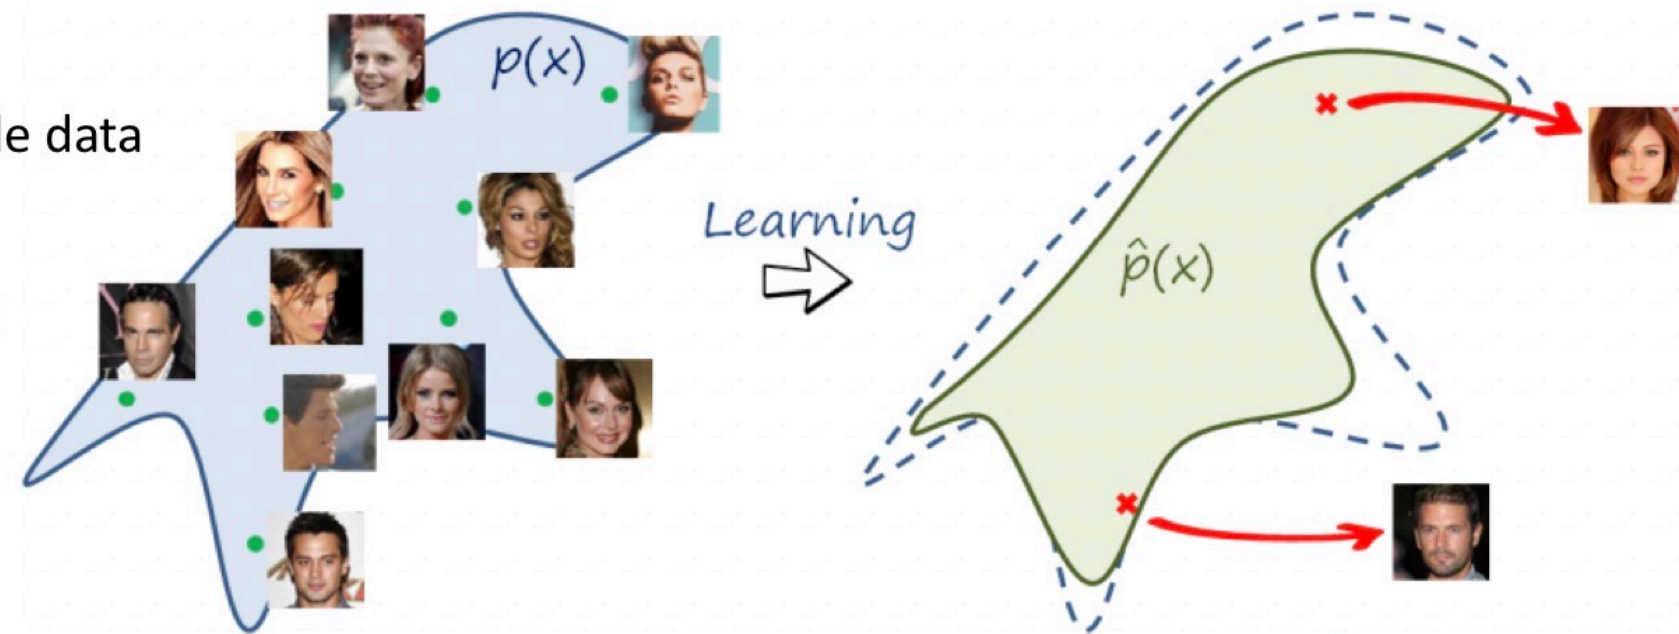 p(x)
le data
Learning
p̂(x)